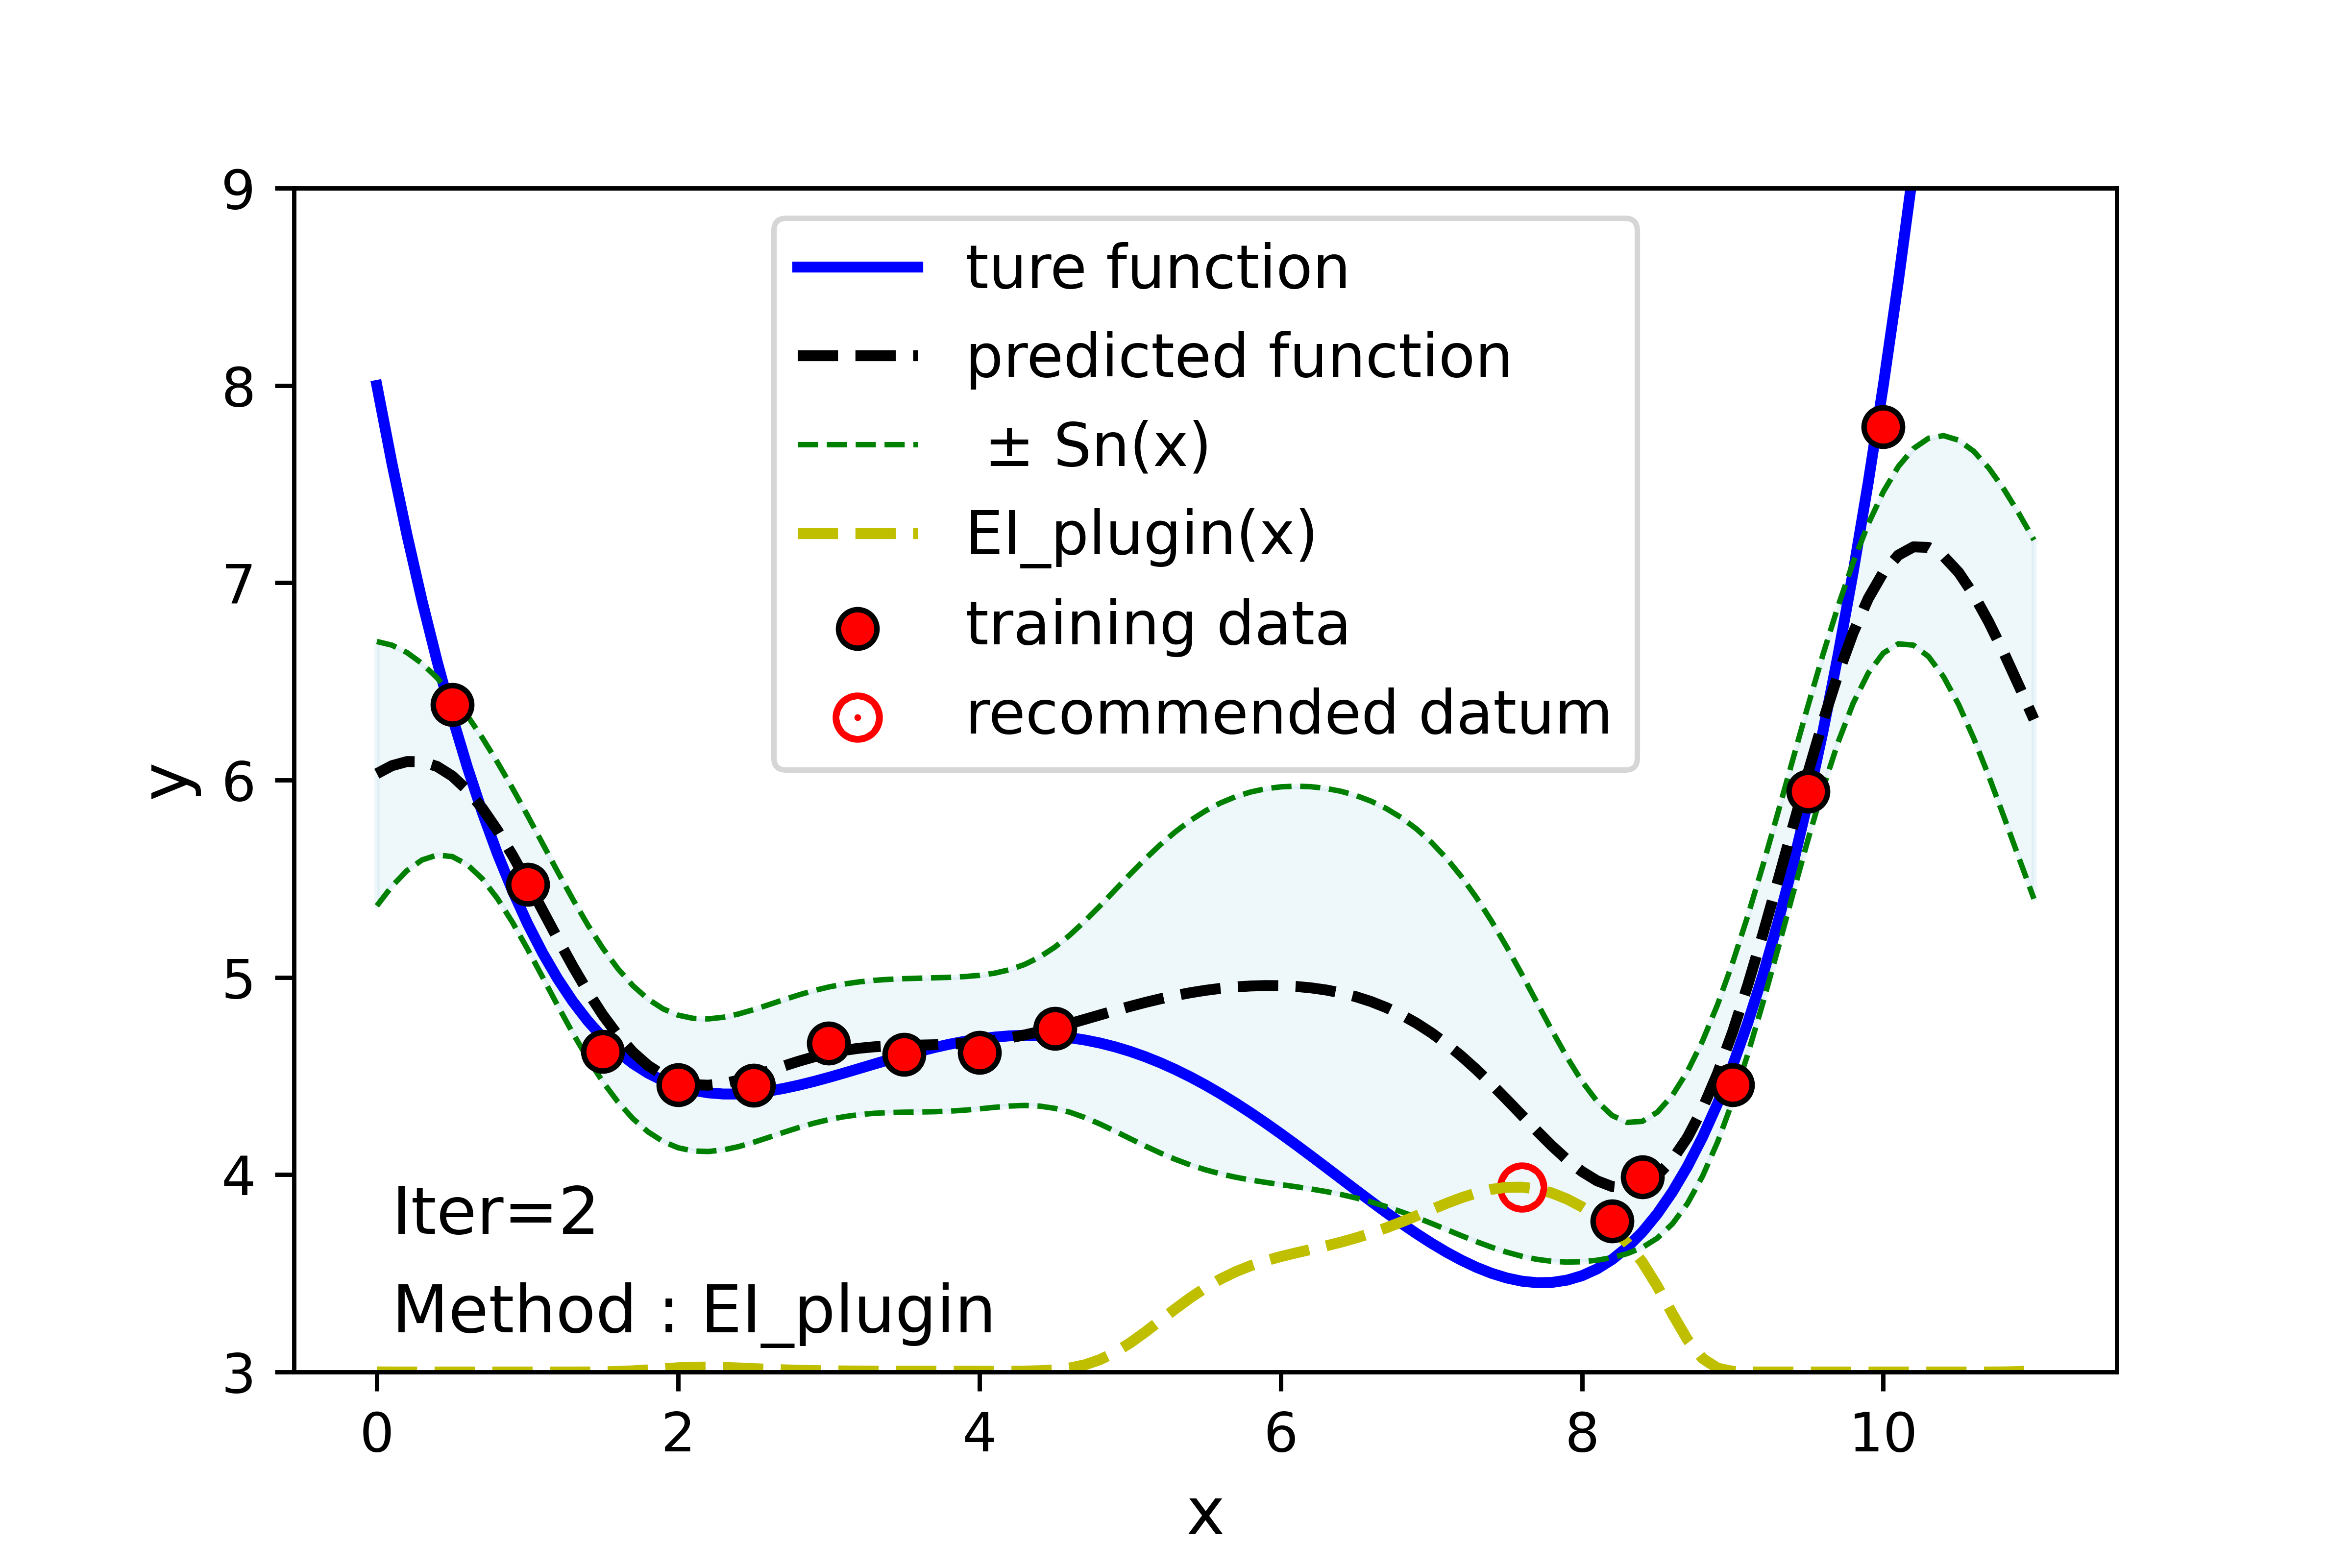 9
8
7
6
5
4
3
y
ture function
predicted function
± Sn(x)
EI_plugin(x)
training data
recommended datum
Iter=2
Method : EI_plugin
0 2 4 6 8 10
x